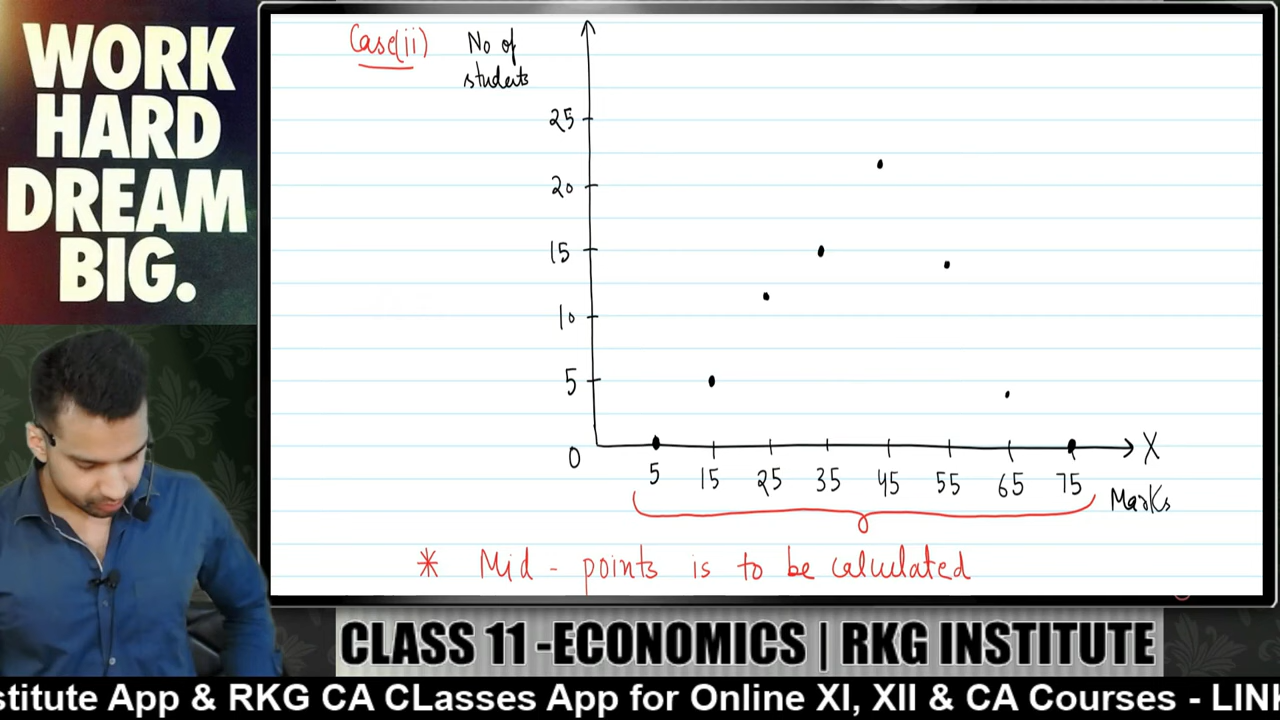 WORK
HARD
DREAM
BIG.
Case(ii)
No of
students
25
20
15
10
5
0
5 15 25 35 45 55 65 75
X
Marks
* Mid - points is to be calculated
CLASS 11 -ECONOMICS | RKG INSTITUTE
stitute App & RKG CA CLasses App for Online XI, XII & CA Courses - LINK